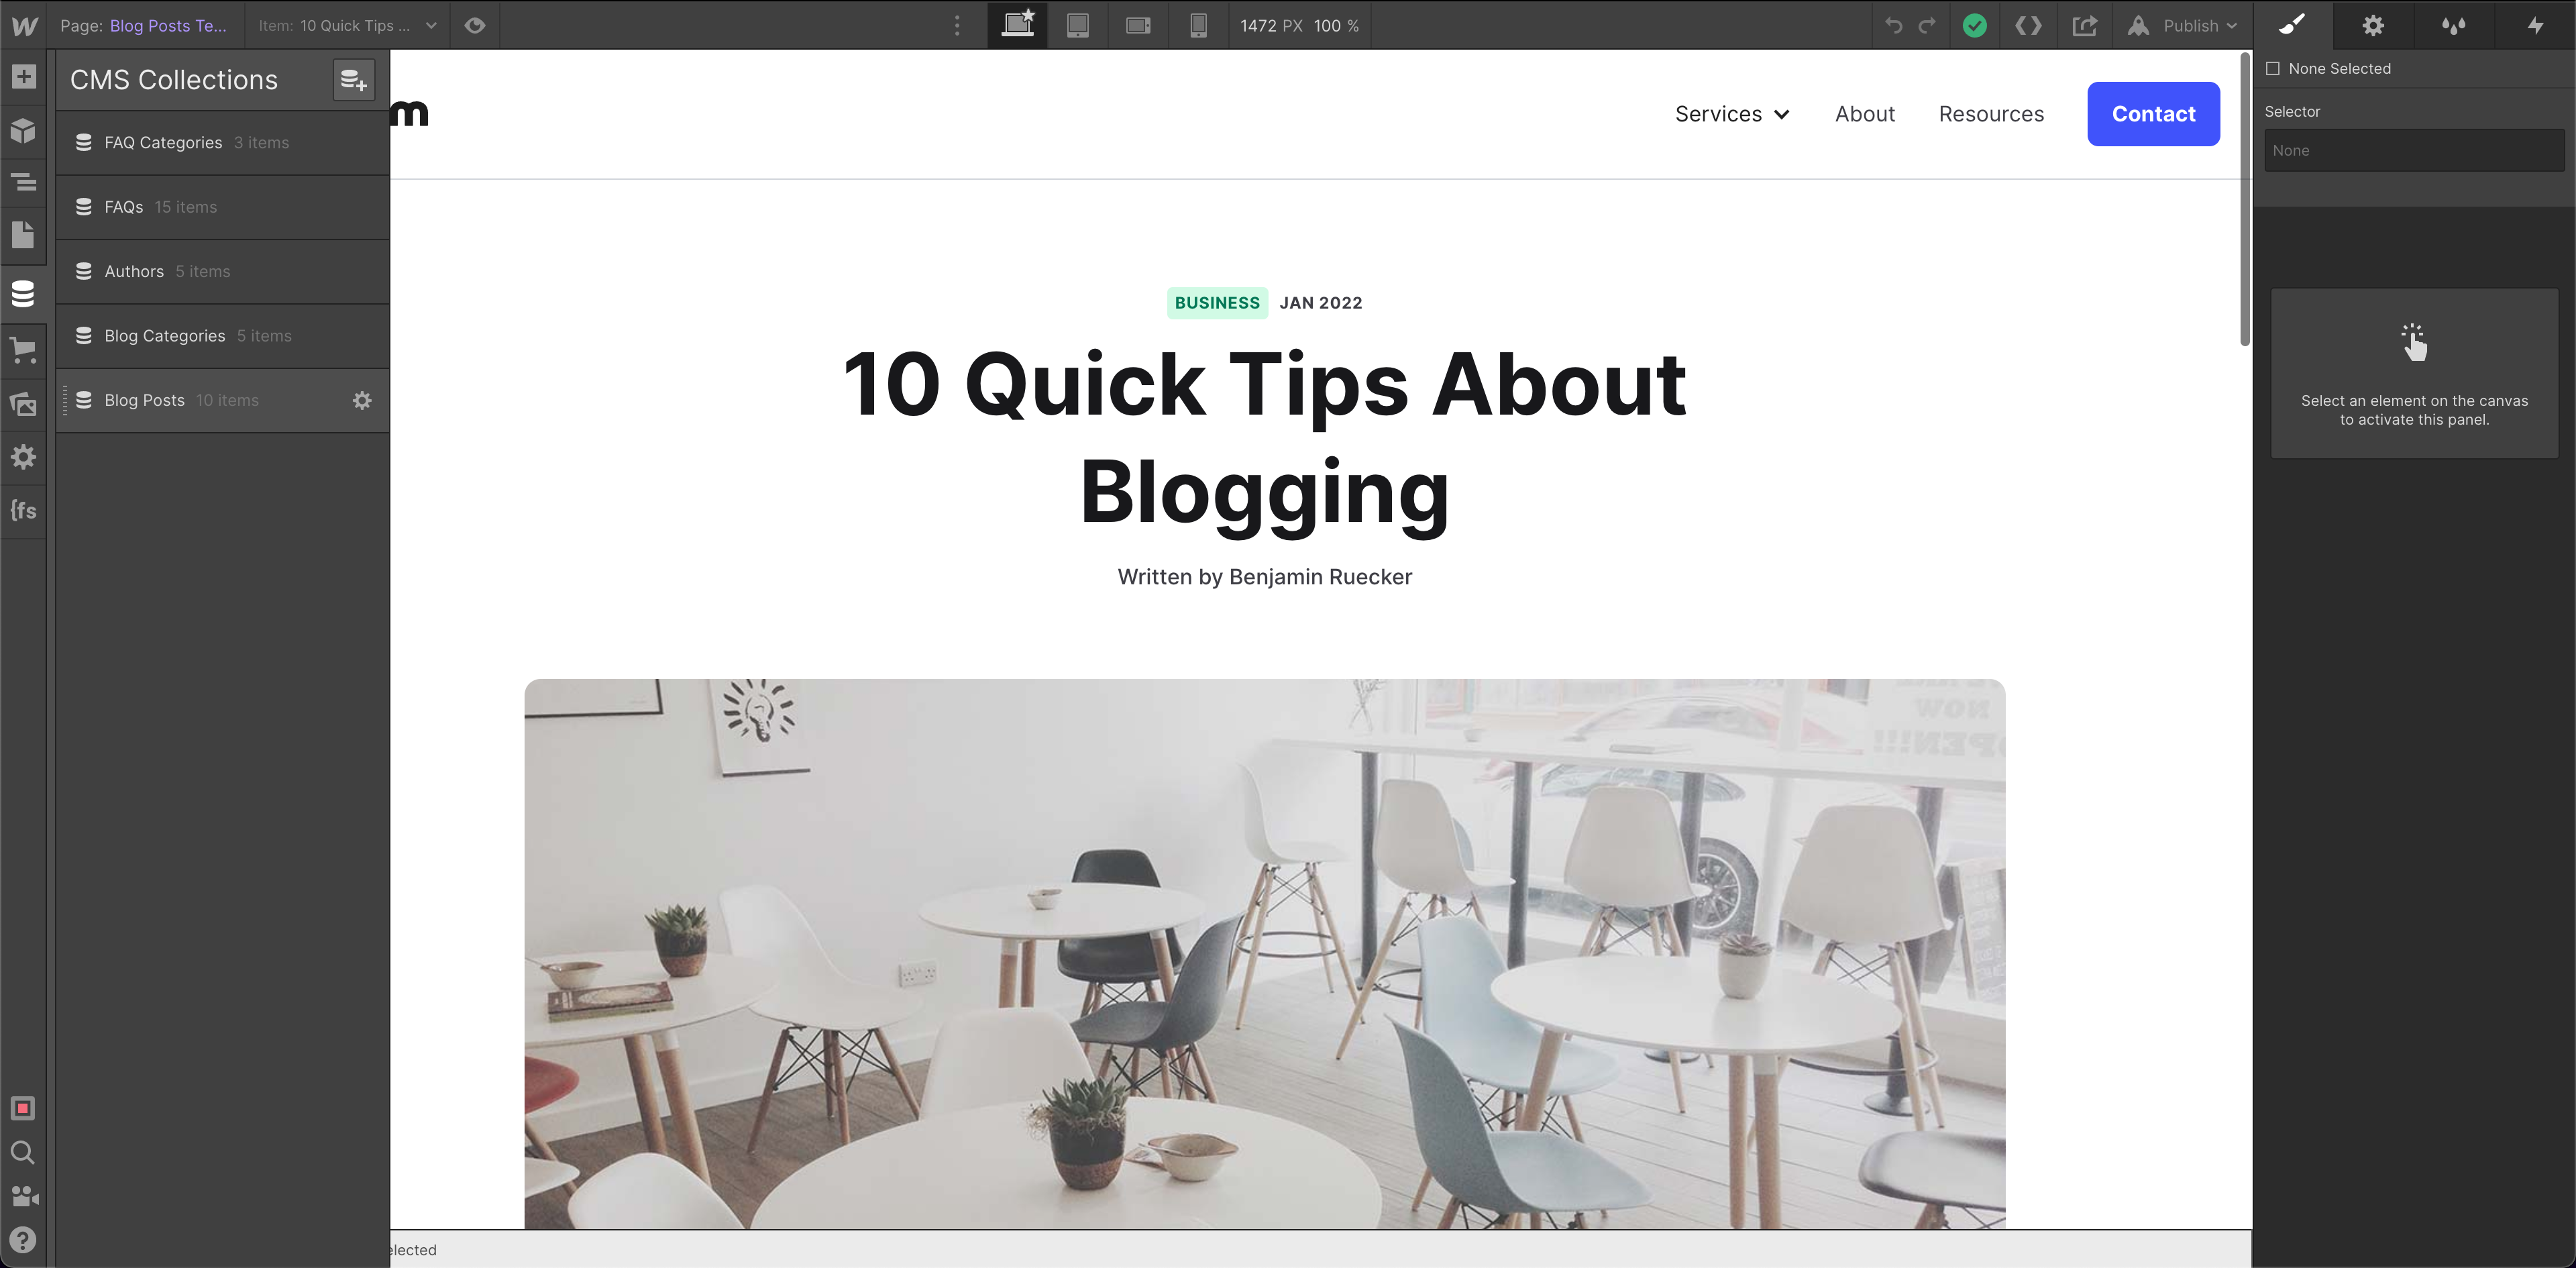 Page: Blog Posts Te...
Item: 10 Quick Tips ...
1472 PX 100 %
Publish
CMS Collections
FAQ Categories 3 items
FAQs 15 items
Authors 5 items
Blog Categories 5 items
Blog Posts 10 items
{fs
m
Services
About
Resources
Contact
BUSINESS JAN 2022
10 Quick Tips About
Blogging
Written by Benjamin Ruecker
NOW
OPEN!!!
elected
None Selected
Selector
None
Select an element on the canvas
to activate this panel.